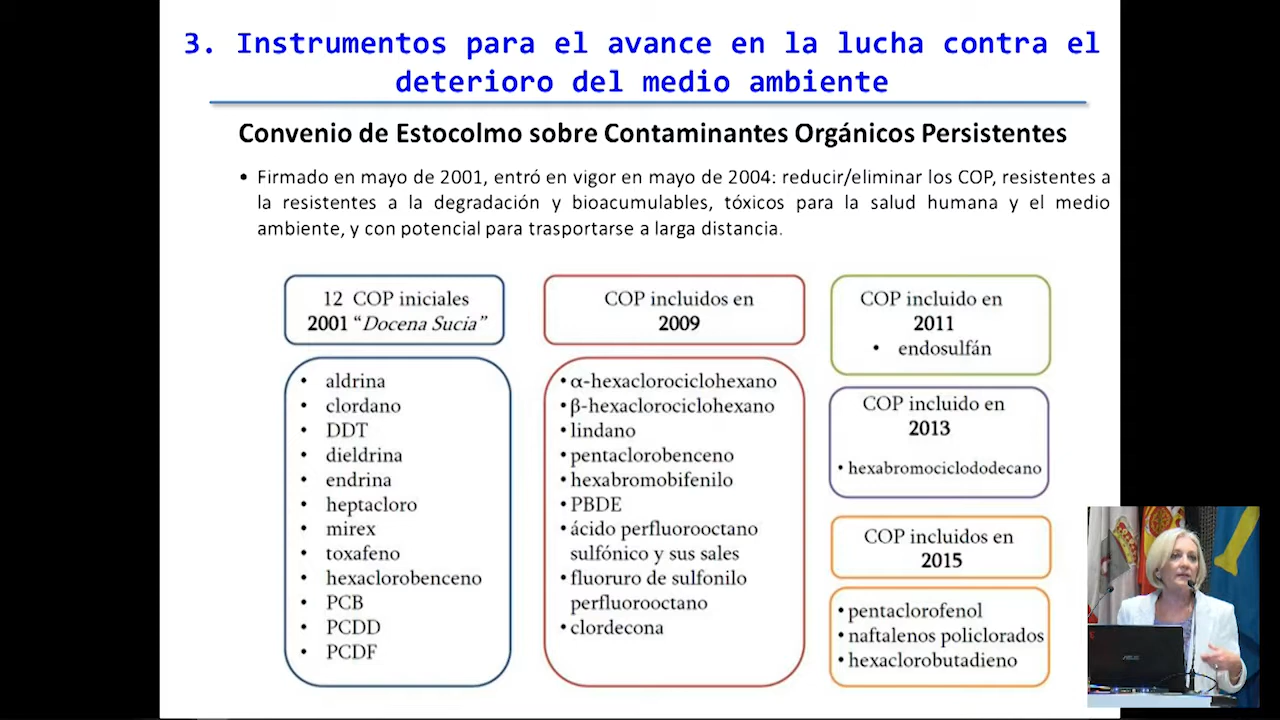 3. Instrumentos para el avance en la lucha contra el
deterioro del medio ambiente
Convenio de Estocolmo sobre Contaminantes Orgánicos Persistentes
• Firmado en mayo de 2001, entró en vigor en mayo de 2004: reducir/eliminar los COP, resistentes a
la resistentes a la degradación y bioacumulables, tóxicos para la salud humana y el medio
ambiente, y con potencial para trasportarse a larga distancia.
12 COP iniciales
2001 “Docena Sucia”
• aldrina
• clordano
• DDT
• dieldrina
• endrina
• heptacloro
• mirex
• toxafeno
• hexaclorobenceno
• PCB
• PCDD
• PCDF
COP incluidos en
2009
• α-hexaclorociclohexano
• β-hexaclorociclohexano
• lindano
• pentaclorobenceno
• hexabromobifenilo
• PBDE
• ácido perfluorooctano
sulfónico y sus sales
• fluoruro de sulfonilo
perfluorooctano
• clordecona
COP incluido en
2011
• endosulfán
COP incluido en
2013
• hexabromociclododecano
COP incluidos en
2015
• pentaclorofenol
• naftalenos policlorados
• hexaclorobutadieno
ASUS